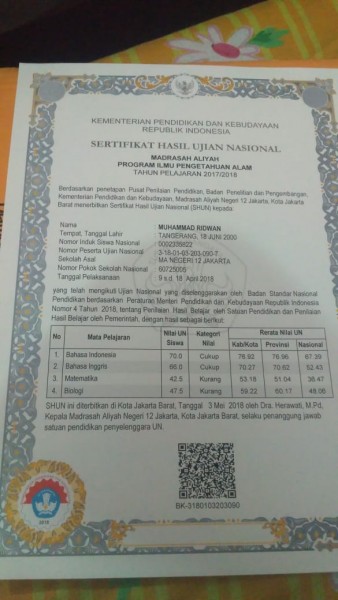 KEMENTERIAN PENDIDIKAN DAN KEBUDAYAAN
REPUBLIK INDONESIA
SERTIFIKAT HASIL UJIAN NASIONAL
MADRASAH ALIYAH
PROGRAM ILMU PENGETAHUAN ALAM
TAHUN PELAJARAN 2017/2018
Berdasarkan penetapan Pusat Penilaian Pendidikan, Badan Penelitian dan Pengembangan,
Kementerian Pendidikan dan Kebudayaan, Madrasah Aliyah Negeri 12 Jakarta, Kota Jakarta
Barat menerbitkan Sertifikat Hasil Ujian Nasional (SHUN) kepada:
Nama : MUHAMMAD RIDWAN
Tempat, Tanggal Lahir : TANGERANG, 18 JUNI 2000
Nomor Induk Siswa Nasional
Nomor Peserta Ujian Nasional : 3-18-01-03-203-090-7
Sekolah Asal : MA NEGERI 12 JAKARTA
Nomor Pokok Sekolah Nasional : 60725008
Tanggal Pelaksanaan : 9 s.d. 18 April 2018
yang telah mengikuti Ujian Nasional yang diselenggarakan oleh Badan Standar Nasional
Pendidikan berdasarkan Peraturan Menteri Pendidikan dan Kebudayaan Republik Indonesia
Nomor 4 Tahun 2018, tentang Penilaian Hasil Belajar oleh Satuan Pendidikan dan Penilaian
Hasil Belajar oleh Pemerintah, dengan hasil sebagai berikut:
No Mata Pelajaran Nilai UN Siswa Kategori Nilai Rerata Nilai UN
Kab/Kota Provinsi Nasional
1. Bahasa Indonesia 70.0 Cukup 76.92 76.96 67.39
2. Bahasa Inggris 66.0 Cukup 70.27 70.62 52.43
3. Matematika 42.5 Kurang 53.18 51.04 38.47
4. Biologi 47.5 Kurang 59.22 60.17 48.06
SHUN ini diterbitkan di Kota Jakarta Barat, Tanggal 3 Mei 2018 oleh Dra. Herawati, M.Pd,
Kepala Madrasah Aliyah Negeri 12 Jakarta, Kota Jakarta Barat, selaku penanggung jawab
satuan pendidikan penyelenggara UN.
BK-3180103203090
2018